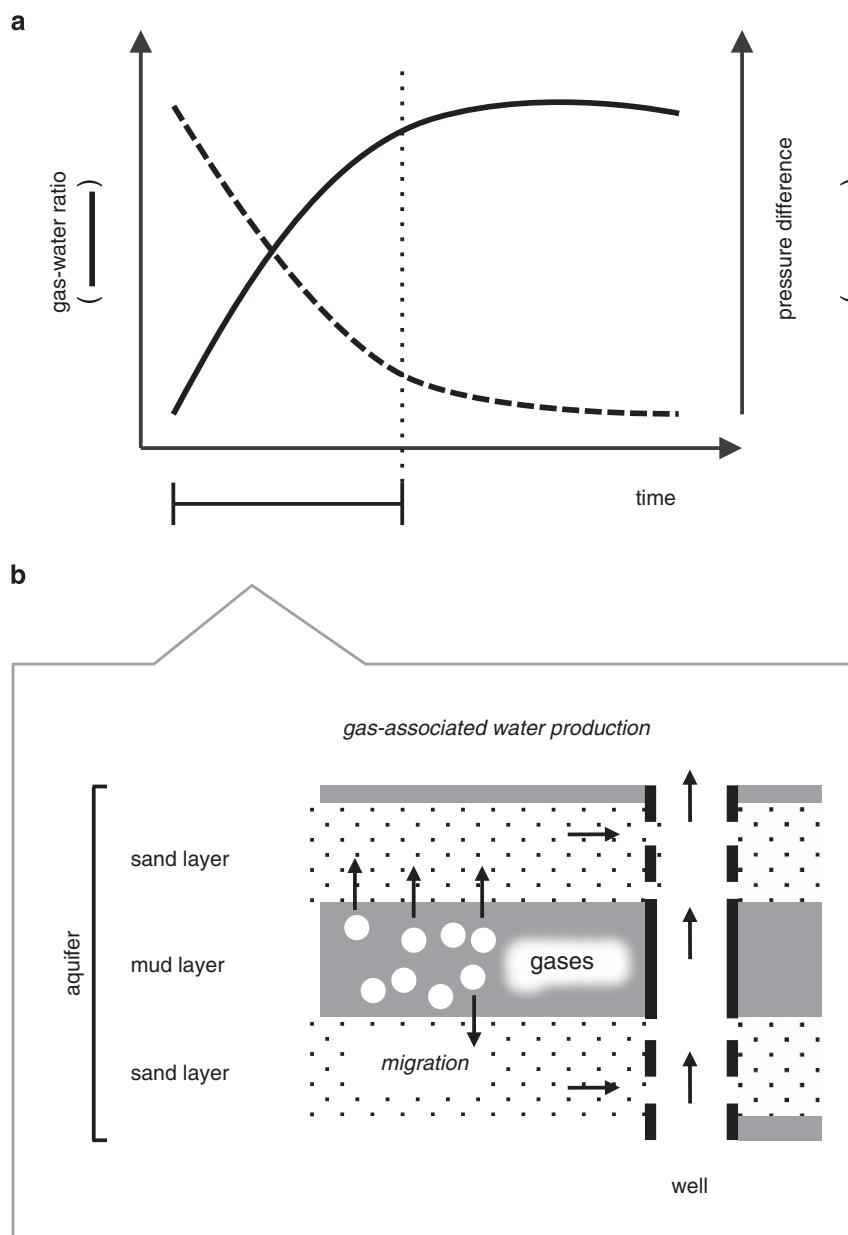 a
gas-water ratio
(    )
pressure difference
(
(
time
b
gas-associated water production
sand layer
aquifer
mud layer
gases
sand layer
migration
well